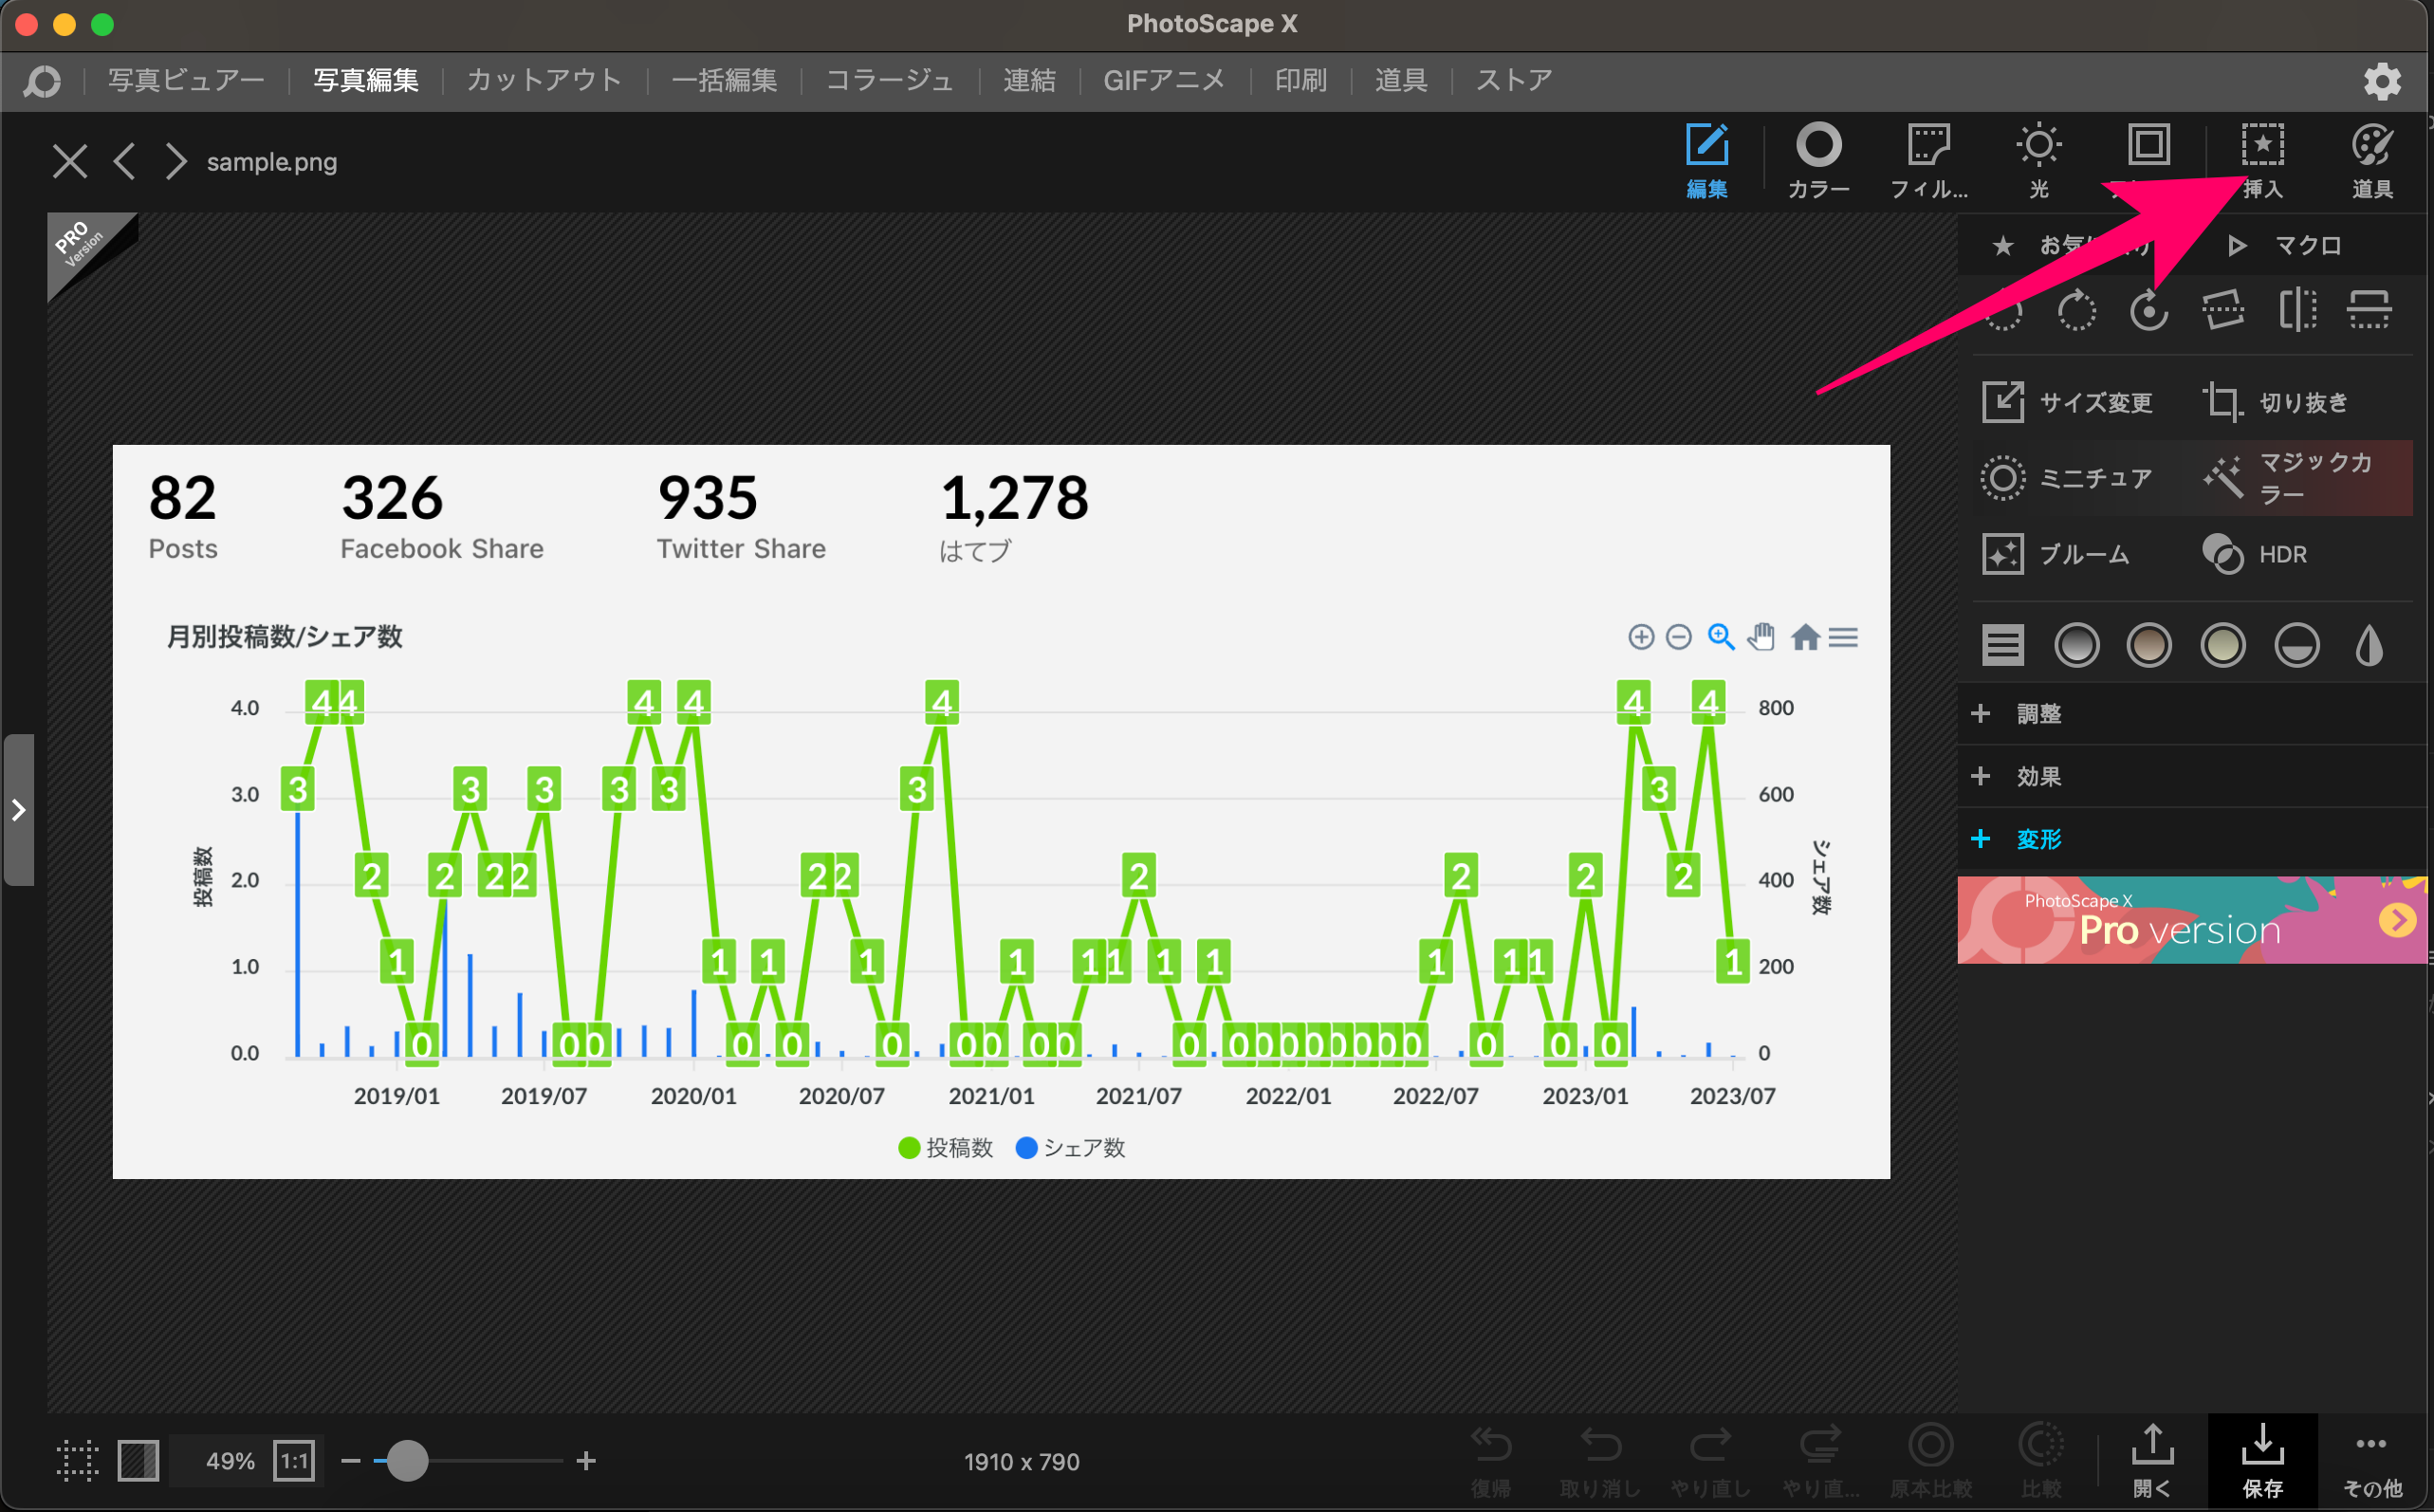 PhotoScape X
写真ビュアー 写真編集 カットアウト 一括編集 コラージュ 連結 GIFアニメ 印刷 道具 ストア
sample.png
編集 カラー フィル... 光 挿入 道具
PRO
Version
マクロ
サイズ変更 切り抜き
ミニチュア マジックカ
ラー
ブルーム HDR
調整
効果
変形
PhotoScape X
Pro version
82 326 935 1,278
Posts Facebook Share Twitter Share はてブ
月別投稿数/シェア数
4.0 3.0 2.0 1.0 0.0
投稿数
3 4 4 2 1 0 2 3 2 2 3 0 0 3 4 3 4 1 0 1 0 2 2 1 0 3 4 0 0 1 0 0 1 1 2 1 0 1 0 0 0 0 0 0 0 0 1 2 0 1 1 0 2 0 4 3 2 4 1
800 600 400 200 0
シェア数
2019/01 2019/07 2020/01 2020/07 2021/01 2021/07 2022/01 2022/07 2023/01 2023/07
投稿数 シェア数
49% 1:1 1910 x 790 復帰 取り消し やり直し やり直... 原本比較 比較 開く 保存 その他